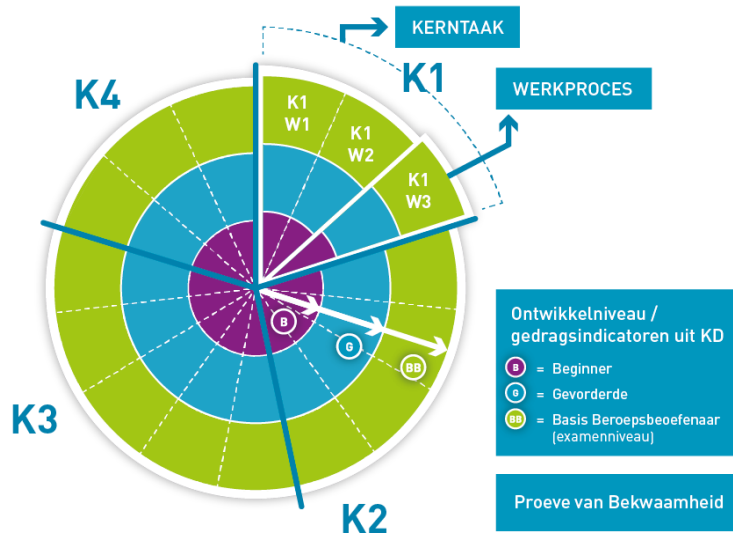 KERNTAAK
K1
WERKPROCES
K4
K1
W1
K1
W2
K1
W3
Ontwikkelniveau /
gedragsindicatoren uit KD
B = Beginner
G = Gevorderde
BB = Basis Beroepsbeoefenaar
(examenniveau)
B
G
BB
K3
K2
Proeve van Bekwaamheid